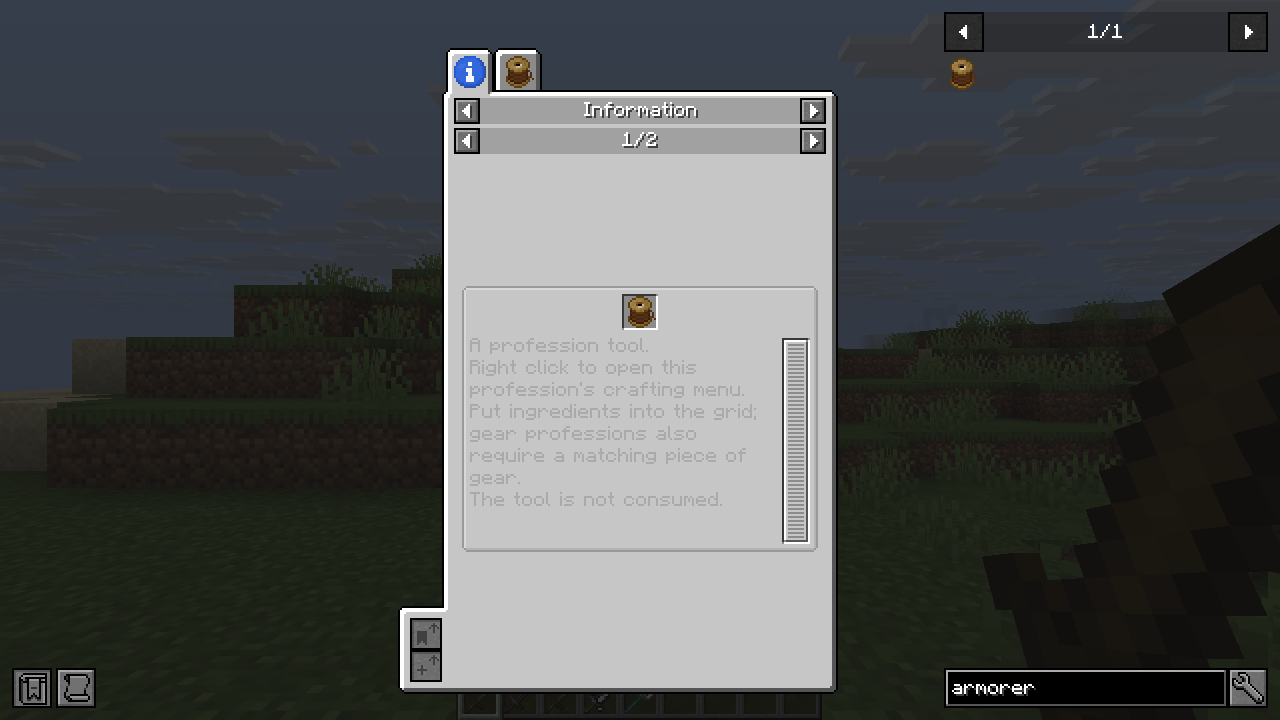 1/1
Information
1/2
A profession tool.
Right click to open this
profession's crafting menu.
Put ingredients into the grid;
gear professions also
require a matching piece of
gear.
The tool is not consumed.
armorer